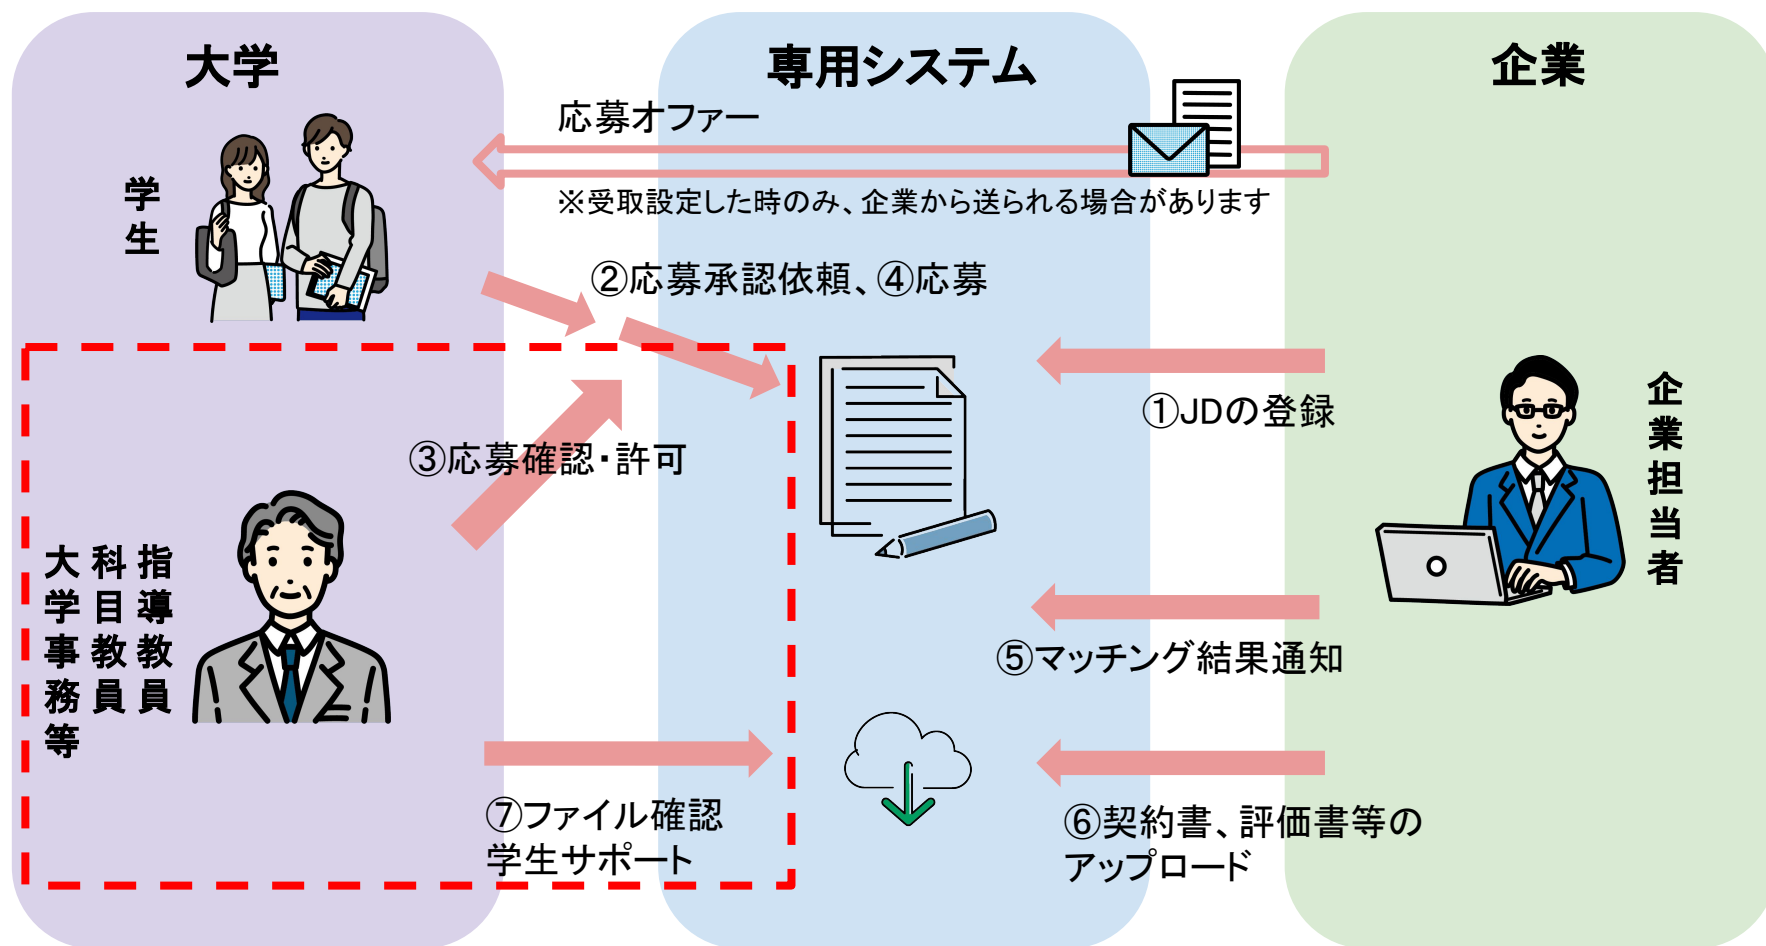 大学
専用システム
企業
応募オファー
※受取設定した時のみ、企業から送られる場合があります
学生
②応募承認依頼、④応募
①JDの登録
企業担当者
③応募確認・許可
指導教員
科目教員
大学事務等
⑤マッチング結果通知
⑦ファイル確認
学生サポート
⑥契約書、評価書等の
アップロード